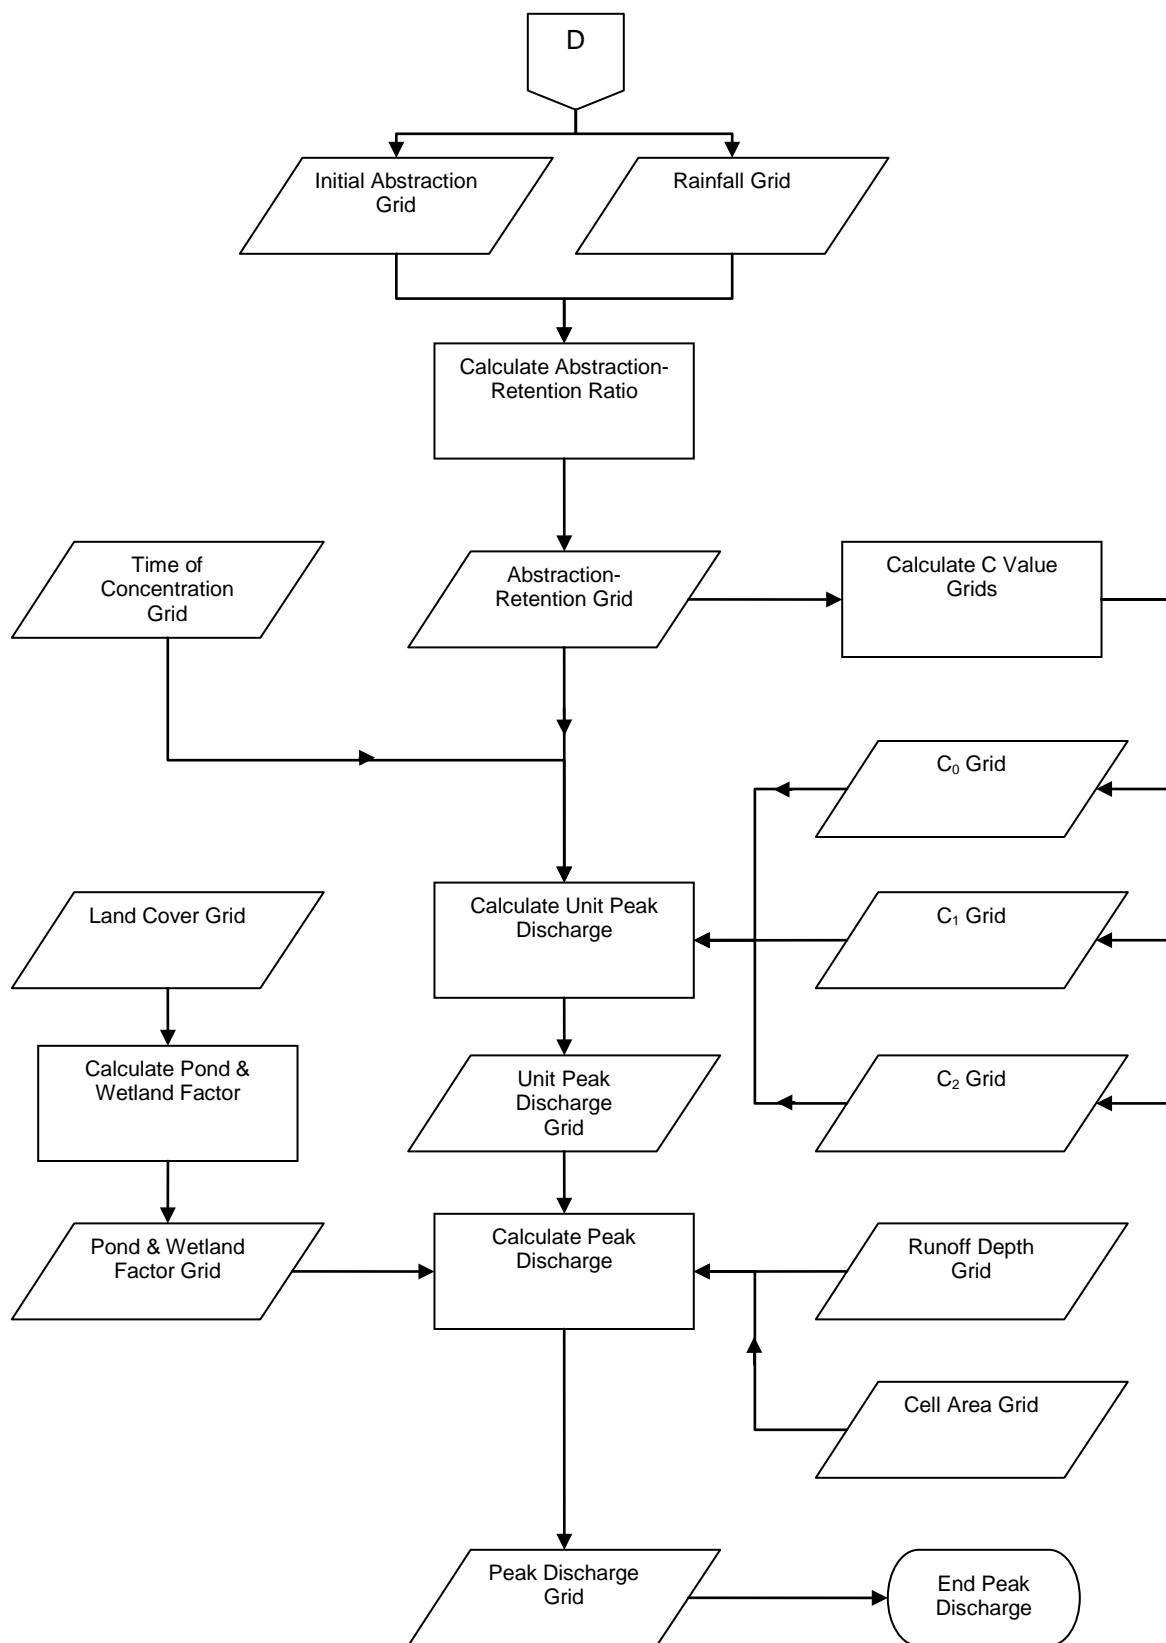 D
Initial Abstraction
Grid
Rainfall Grid
Calculate Abstraction-
Retention Ratio
Time of
Concentration
Grid
Abstraction-
Retention Grid
Calculate C Value
Grids
C₀ Grid
Land Cover Grid
Calculate Unit Peak
Discharge
C₁ Grid
Calculate Pond &
Wetland Factor
Unit Peak
Discharge
Grid
C₂ Grid
Pond & Wetland
Factor Grid
Calculate Peak
Discharge
Runoff Depth
Grid
Cell Area Grid
Peak Discharge
Grid
End Peak
Discharge